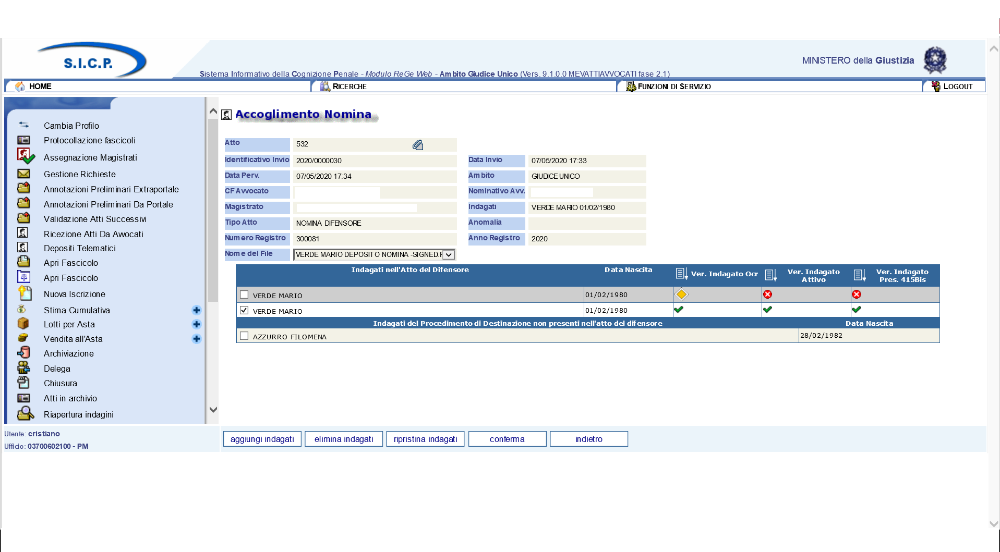 S.I.C.P.
MINISTERO della Giustizia
Sistema Informativo della Cognizione Penale - Modulo ReGe Web - Ambito Giudice Unico (Vers. 9.1.0.0 MEVATTIAVVOCATI fase 2.1)
HOME
RICERCHE
FUNZIONI DI SERVIZIO
LOGOUT
Cambia Profilo
Protocollazione fascicoli
Assegnazione Magistrati
Gestione Richieste
Annotazioni Preliminari Extraportale
Annotazioni Preliminari Da Portale
Validazione Atti Successivi
Ricezione Atti Da Avvocati
Depositi Telematici
Apri Fascicolo
Apri Fascicolo
Nuova Iscrizione
Stima Cumulativa
Lotti per Asta
Vendita all'Asta
Archiviazione
Delega
Chiusura
Atti in archivio
Riapertura indagini
Utente: cristiano
Ufficio: 03700602100 - PM
Accoglimento Nomina
Atto 532
Identificativo Invio 2020/0000030 Data Invio 07/05/2020 17:33
Data Perv. 07/05/2020 17:34 Ambito GIUDICE UNICO
CF Avvocato Nominativo Avv.
Magistrato Indagati VERDE MARIO 01/02/1980
Tipo Atto NOMINA DIFENSORE Anomalia
Numero Registro 300081 Anno Registro 2020
Nome del File VERDE MARIO DEPOSITO NOMINA -SIGNED.F
Indagati nell'Atto del Difensore Data Nascita Ver. Indagato Ocr Ver. Indagato Attivo Ver. Indagato Pres. 415Bis
VERDE MARIO 01/02/1980
VERDE MARIO 01/02/1980
Indagati del Procedimento di Destinazione non presenti nell'atto del difensore Data Nascita
AZZURRO FILOMENA 28/02/1982
aggiungi indagati elimina indagati ripristina indagati conferma indietro